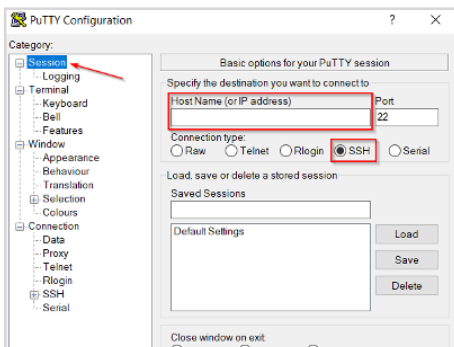 PuTTY Configuration ? ×
Category:
Session
Logging
Terminal
Keyboard
Bell
Features
Window
Appearance
Behaviour
Translation
Selection
Colours
Connection
Data
Proxy
Telnet
Rlogin
SSH
Serial
Basic options for your PuTTY session
Specify the destination you want to connect to
Host Name (or IP address) Port
22
Connection type:
Raw Telnet Rlogin SSH Serial
Load, save or delete a stored session
Saved Sessions
Default Settings
Load
Save
Delete
Close window on exit: